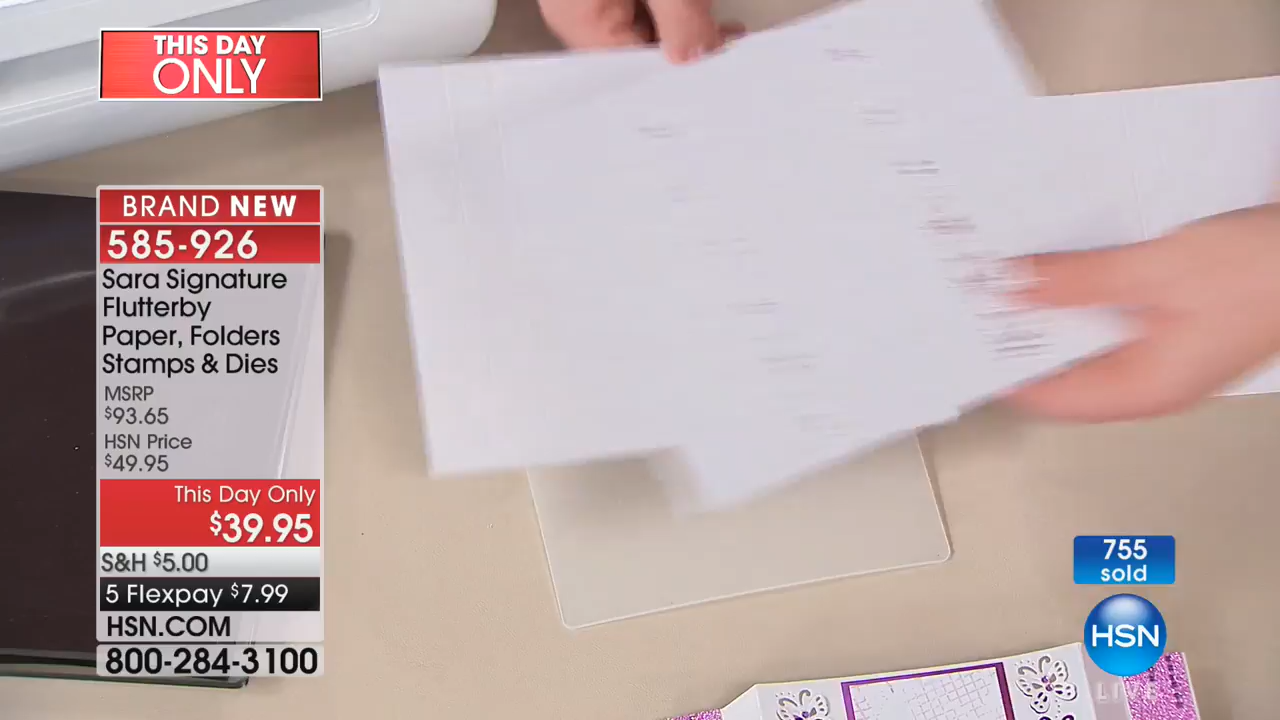 THIS DAY
ONLY
BRAND NEW
585-926
Sara Signature
Flutterby
Paper, Folders
Stamps & Dies
MSRP
$93.65
HSN Price
$49.95
This Day Only
$39.95
S&H $5.00
5 Flexpay $7.99
HSN.COM
800-284-3100
755
sold
HSN
LIVE